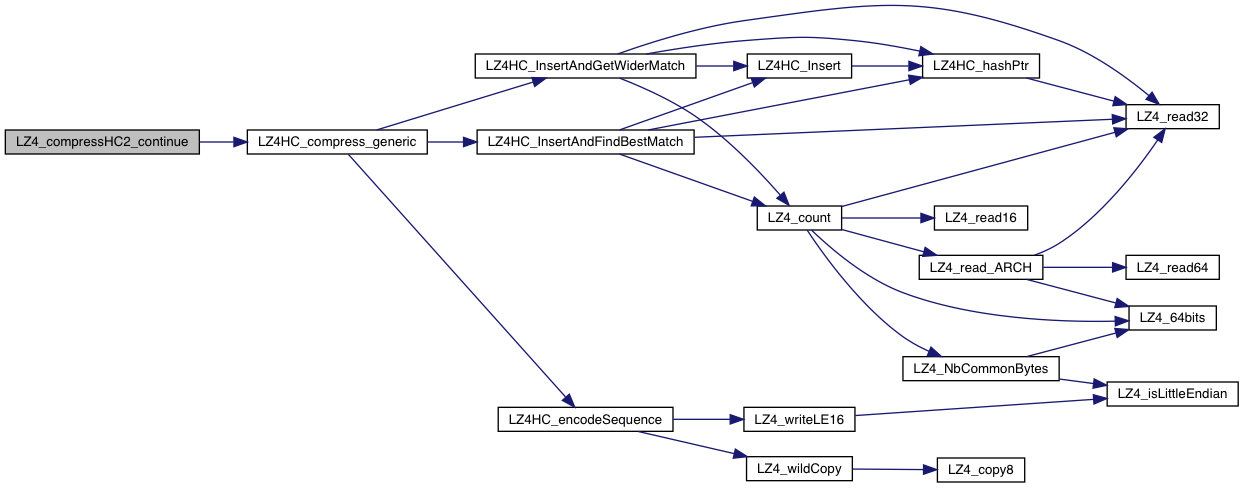 LZ4_compressHC2_continue
LZ4HC_compress_generic
LZ4HC_InsertAndGetWiderMatch
LZ4HC_InsertAndFindBestMatch
LZ4HC_encodeSequence
LZ4HC_Insert
LZ4_count
LZ4_writeLE16
LZ4_wildCopy
LZ4HC_hashPtr
LZ4_read16
LZ4_read_ARCH
LZ4_NbCommonBytes
LZ4_copy8
LZ4_read32
LZ4_read64
LZ4_64bits
LZ4_isLittleEndian